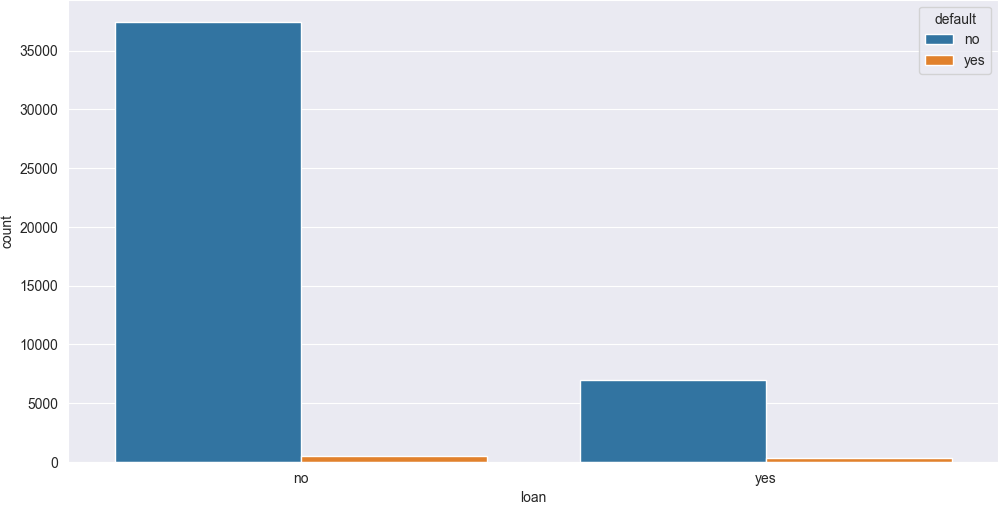 default
no
yes
35000
30000
25000
20000
15000
10000
5000
0
count
no
yes
loan